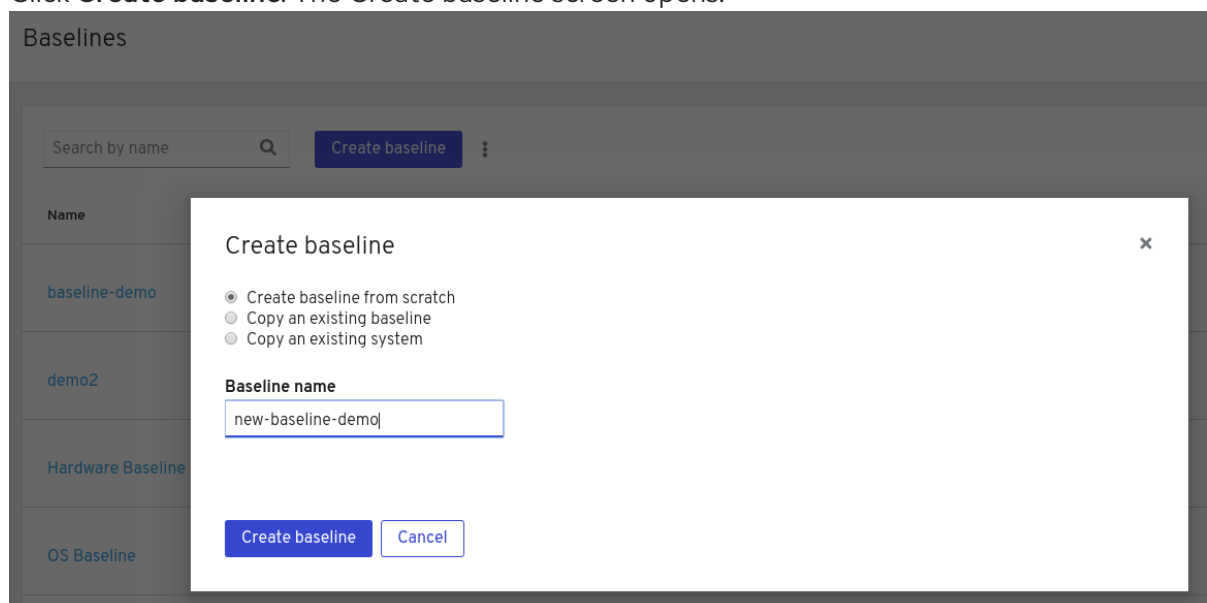 Click Create baseline. The Create baseline screen opens.
Baselines
Search by name
Create baseline
Name
Create baseline
baseline-demo
Create baseline from scratch
Copy an existing baseline
Copy an existing system
demo2
Baseline name
new-baseline-demo
Hardware Baseline
Create baseline
Cancel
OS Baseline